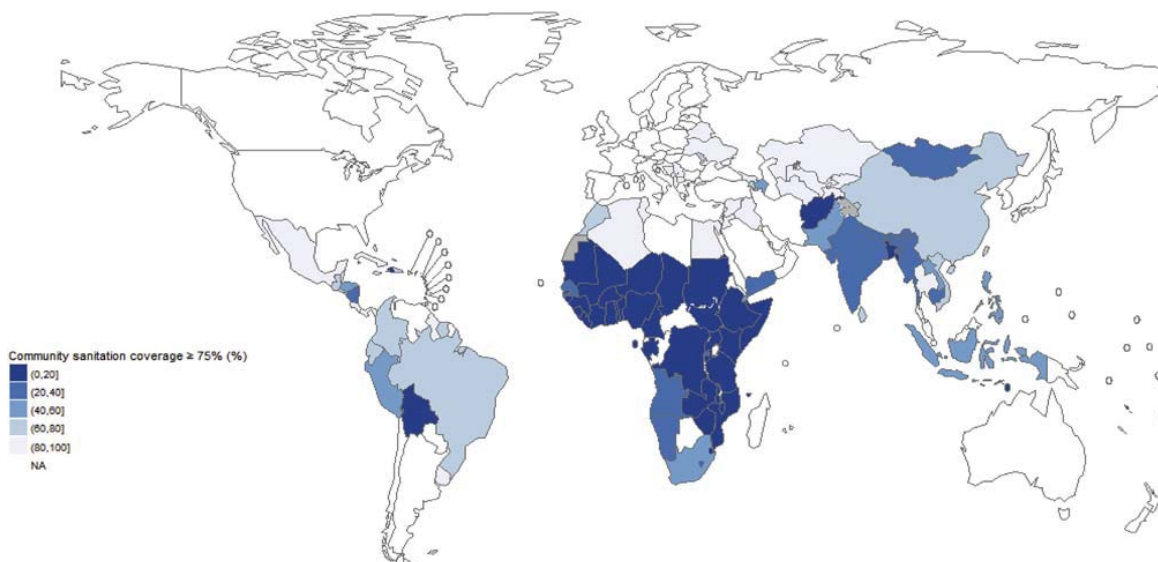 Community sanitation coverage ≥ 75% (%)
(0,20]
(20,40]
(40,60]
(60,80]
(80,100]
NA